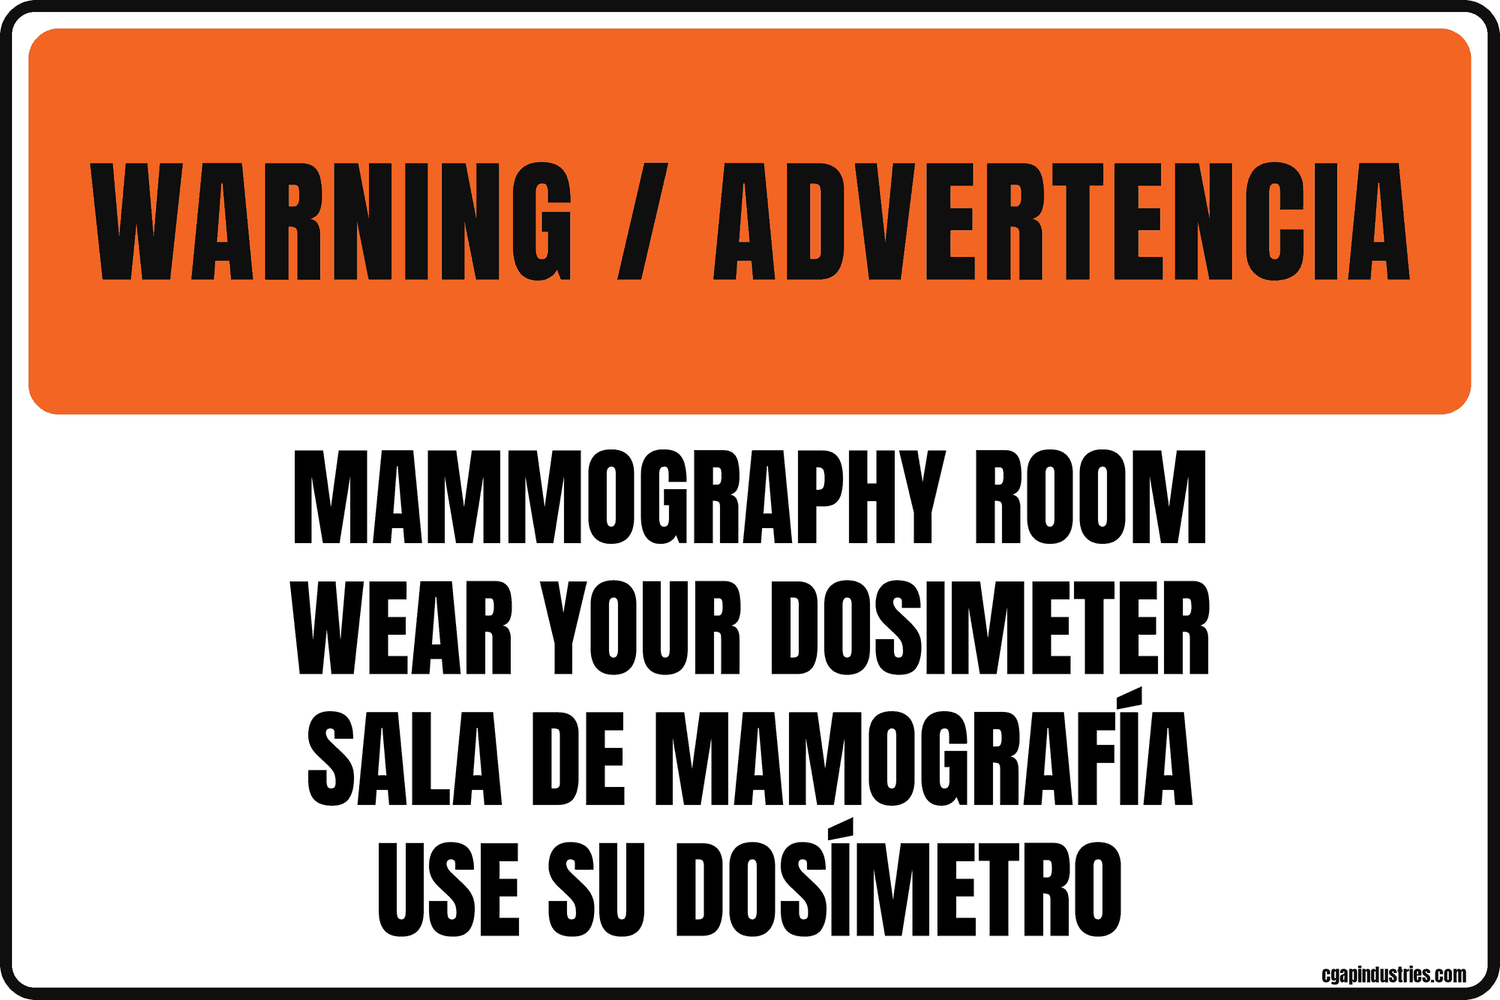 WARNING / ADVERTENCIA
MAMMOGRAPHY ROOM
WEAR YOUR DOSIMETER
SALA DE MAMOGRAFÍA
USE SU DOSÍMETRO
cgapindustries.com